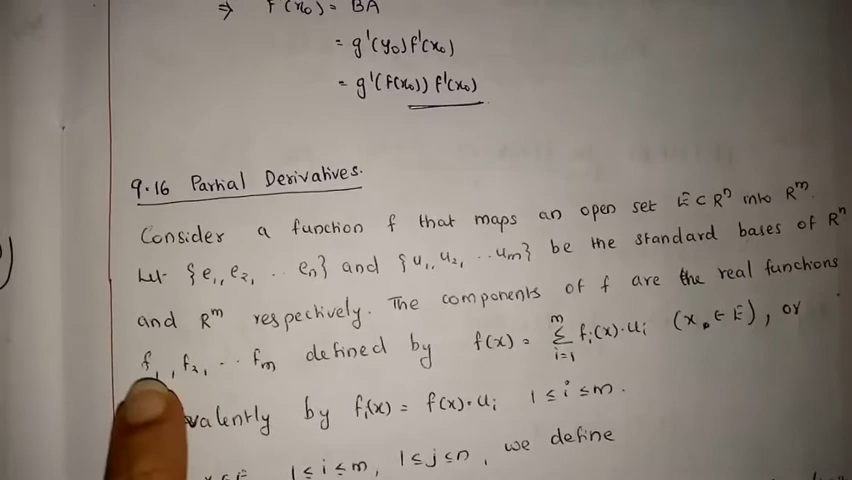 ⇒ F'(x₀) = BA
= g'(y₀) f'(x₀)
= g'(f(x₀)) f'(x₀)
9.16 Partial Derivatives.
Consider a function f that maps an open set E ⊂ Rⁿ into Rᵐ.
Let {e₁, e₂, .. eₙ} and {u₁, u₂, .. uₘ} be the standard bases of Rⁿ
and Rᵐ respectively. The components of f are the real functions
f₁, f₂, .. fₘ defined by f(x) = Σᵢ₌₁ᵐ fᵢ(x)·uᵢ (x ∈ E), or
valently by fᵢ(x) = f(x)·uᵢ 1 ≤ i ≤ m.
1 ≤ i ≤ m, 1 ≤ j ≤ n, we define